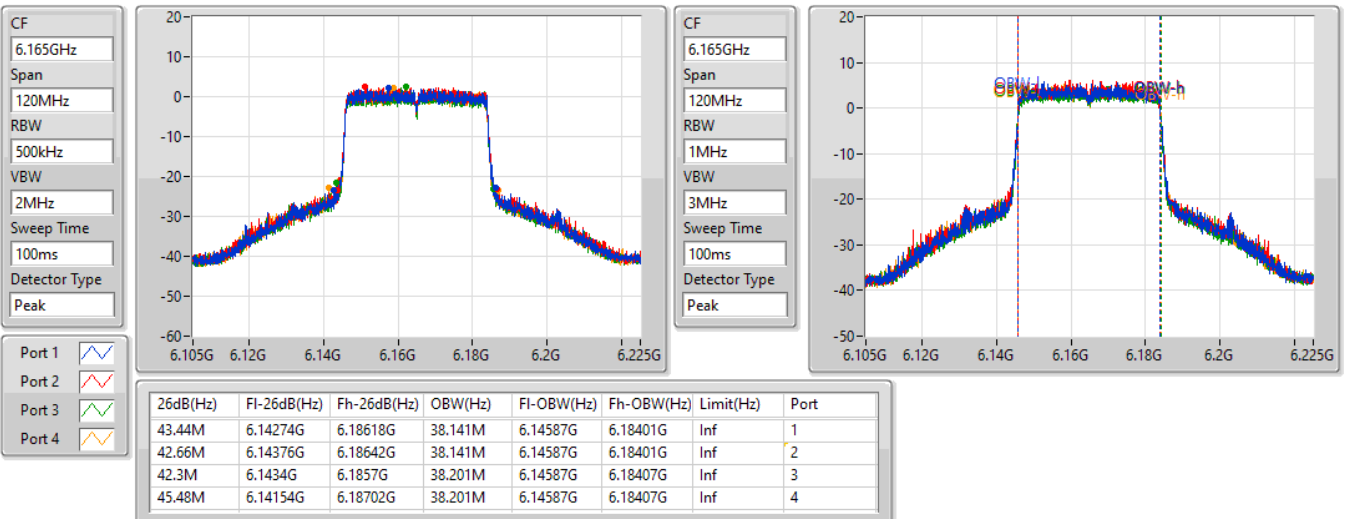 CF
6.165GHz
Span
120MHz
RBW
500kHz
VBW
2MHz
Sweep Time
100ms
Detector Type
Peak
20
10
0
-10
-20
-30
-40
-50
-60
6.105G 6.12G 6.14G 6.16G 6.18G 6.2G 6.225G
CF
6.165GHz
Span
120MHz
RBW
1MHz
VBW
3MHz
Sweep Time
100ms
Detector Type
Peak
20
10
0
-10
-20
-30
-40
-50
OBW-h
6.105G 6.12G 6.14G 6.16G 6.18G 6.2G 6.225G
Port 1
Port 2
Port 3
Port 4
26dB(Hz) Fl-26dB(Hz) Fh-26dB(Hz) OBW(Hz) Fl-OBW(Hz) Fh-OBW(Hz) Limit(Hz) Port
43.44M 6.14274G 6.18618G 38.141M 6.14587G 6.18401G Inf 1
42.66M 6.14376G 6.18642G 38.141M 6.14587G 6.18401G Inf 2
42.3M 6.1434G 6.1857G 38.201M 6.14587G 6.18407G Inf 3
45.48M 6.14154G 6.18702G 38.201M 6.14587G 6.18407G Inf 4